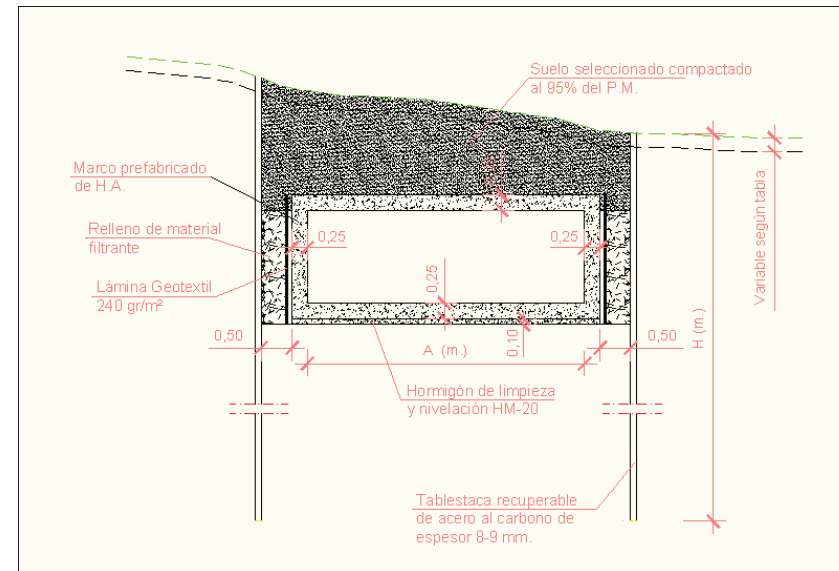 Suelo seleccionado compactado
al 95% del P.M.
Marco prefabricado
de H.A.
Relleno de material
filtrante
Lámina Geotextil
240 gr/m²
0,25
0,25
0,25
0,50
A (m.)
0,10
0,50
H (m.)
Variable según tabla
Hormigón de limpieza
y nivelación HM-20
Tablestaca recuperable
de acero al carbono de
espesor 8-9 mm.